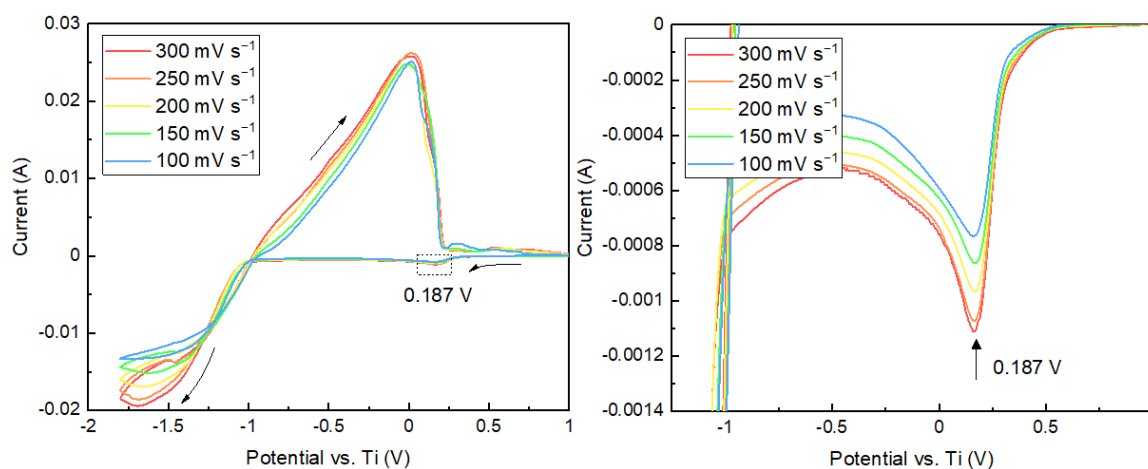 0.03
0.02
0.01
0
-0.01
-0.02
Current (A)
300 mV s⁻¹
250 mV s⁻¹
200 mV s⁻¹
150 mV s⁻¹
100 mV s⁻¹
0.187 V
-2
-1.5
-1
-0.5
0
0.5
1
Potential vs. Ti (V)
0
-0.0002
-0.0004
-0.0006
-0.0008
-0.001
-0.0012
-0.0014
Current (A)
300 mV s⁻¹
250 mV s⁻¹
200 mV s⁻¹
150 mV s⁻¹
100 mV s⁻¹
0.187 V
-1
-0.5
0
0.5
Potential vs. Ti (V)